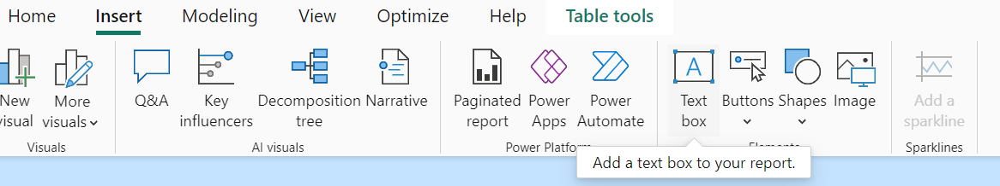 Home Insert Modeling View Optimize Help Table tools
New visual
More visuals
Q&A
Key influencers
Decomposition tree
Narrative
Paginated report
Power Apps
Power Automate
A
Text box
Buttons
Shapes
Image
Add a sparkline
Visuals AI visuals Power Platform Elements Sparklines
Add a text box to your report.